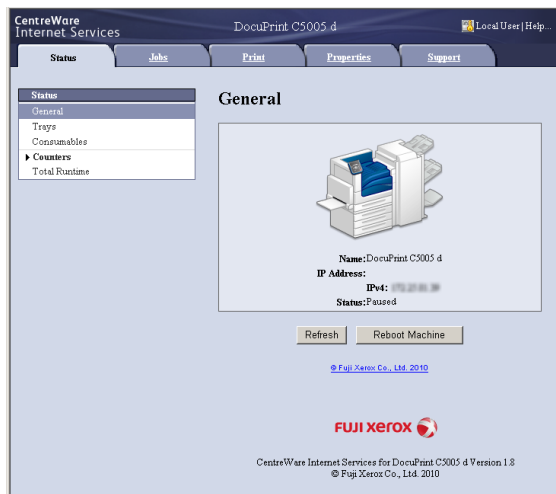 CentreWare
Internet Services
DocuPrint C5005 d
Local User | Help...
Status
Jobs
Print
Properties
Support
Status
General
Trays
Consumables
Counters
Total Runtime
General
Name: DocuPrint C5005 d
IP Address:
IPv4:
Status: Paused
Refresh
Reboot Machine
© Fuji Xerox Co., Ltd. 2010
FUJI xerox
CentreWare Internet Services for DocuPrint C5005 d Version 1.8
© Fuji Xerox Co., Ltd. 2010